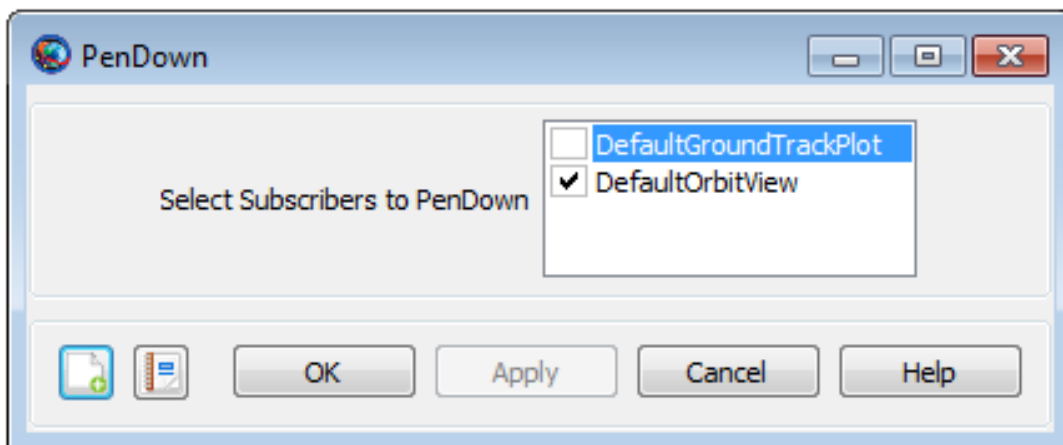 PenDown
DefaultGroundTrackPlot
DefaultOrbitView
Select Subscribers to PenDown
OK
Apply
Cancel
Help